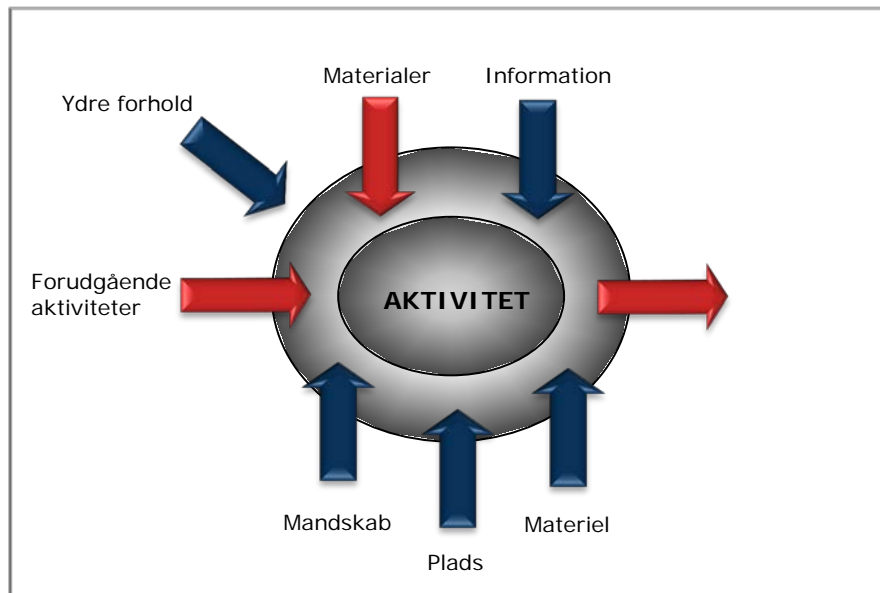 Materialer
Information
Ydre forhold
Forudgående
aktiviteter
AKTIVITET
Mandskab
Materiel
Plads